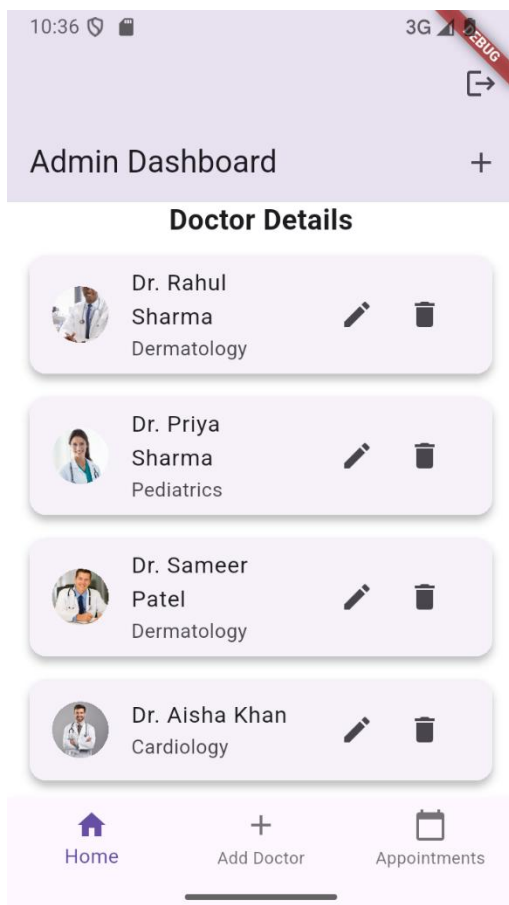 10:36
3G
DEBUG
Admin Dashboard
Doctor Details
Dr. Rahul
Sharma
Dermatology
Dr. Priya
Sharma
Pediatrics
Dr. Sameer
Patel
Dermatology
Dr. Aisha Khan
Cardiology
Home
Add Doctor
Appointments